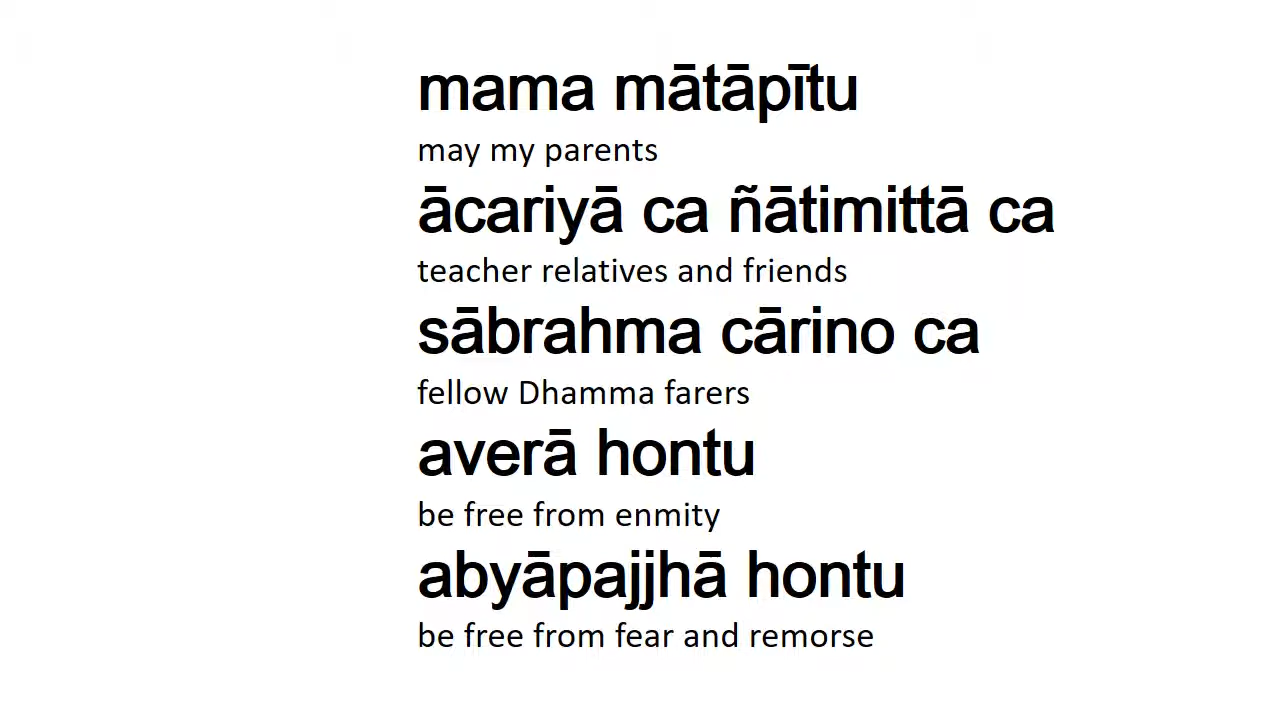 mama mātāpītu
may my parents
ācariyā ca ñātimittā ca
teacher relatives and friends
sābrahma cārino ca
fellow Dhamma farers
averā hontu
be free from enmity
abyāpajjhā hontu
be free from fear and remorse